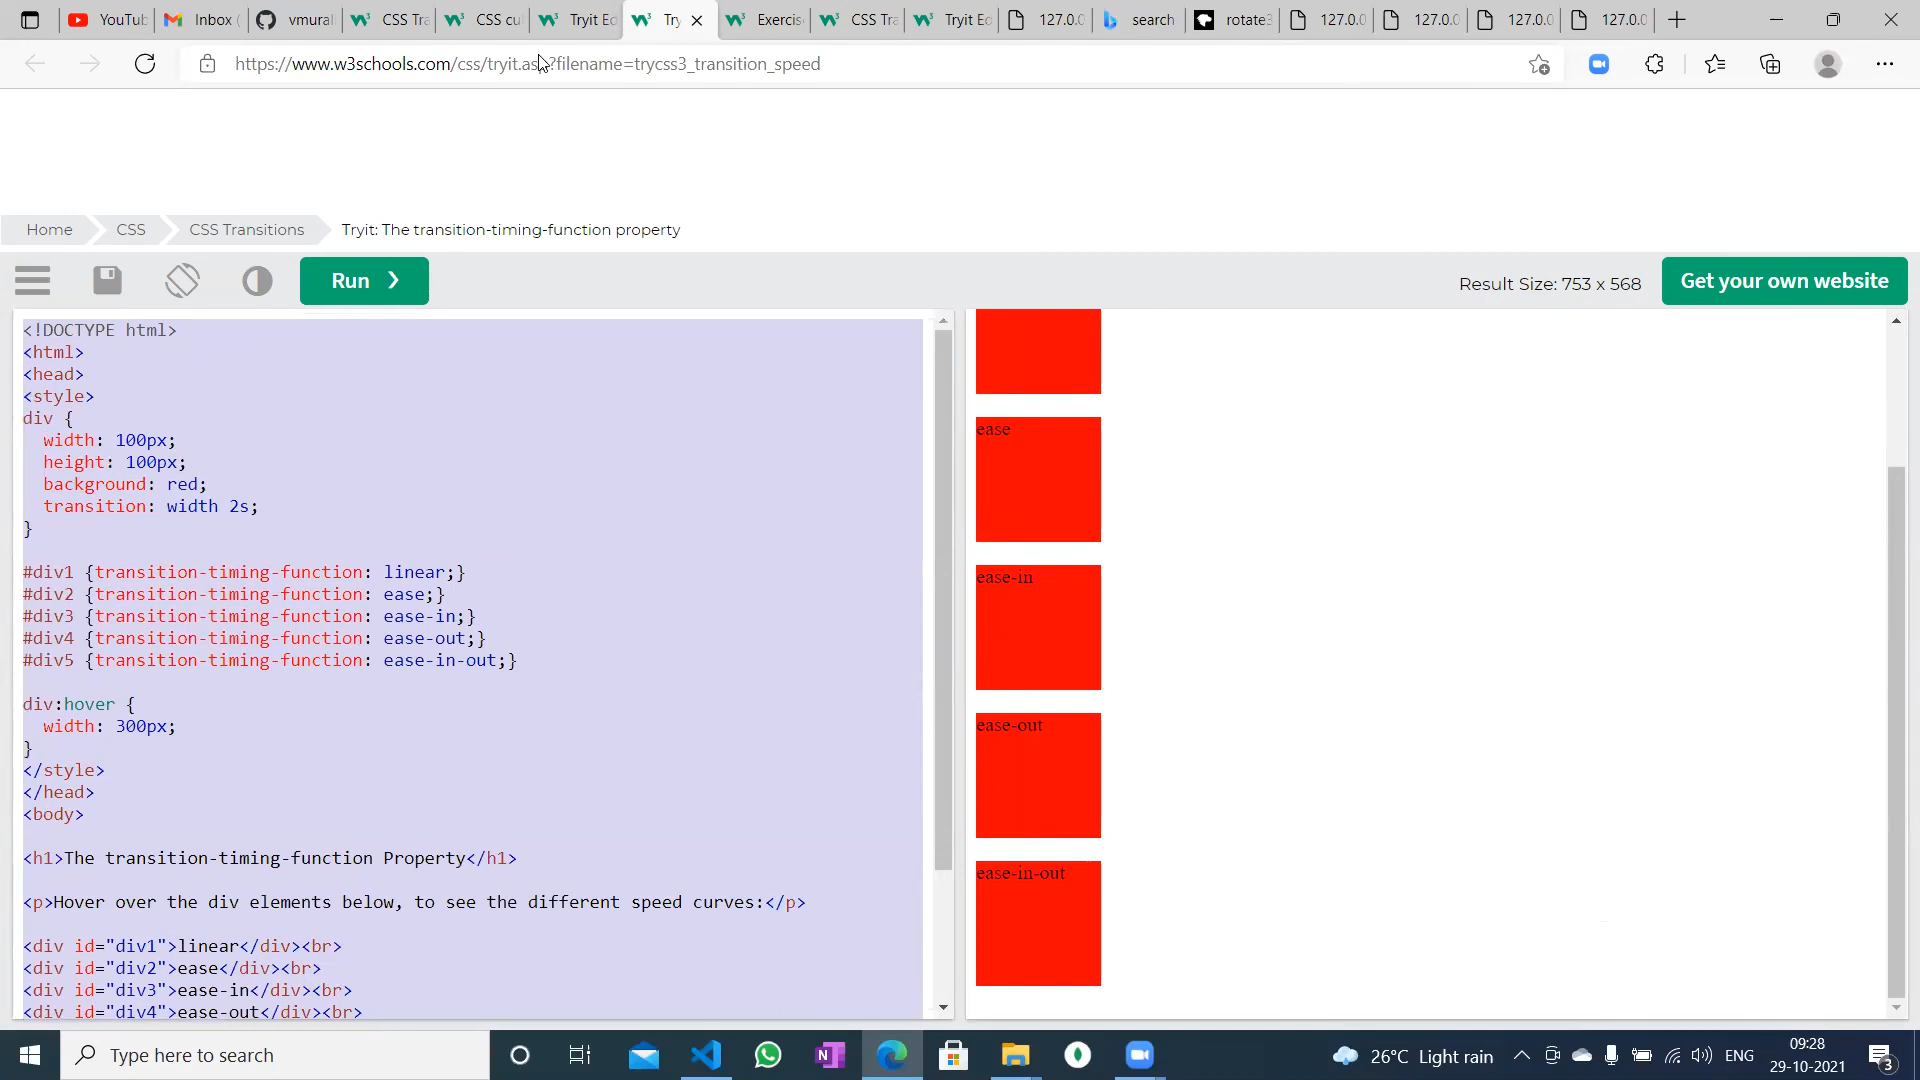 YouTub
Inbox (
vmural
CSS Tra
CSS cu
Tryit Ed
Try
Exercis
CSS Tra
Tryit Ed
127.0.0
search
rotate3
127.0.0
127.0.0
127.0.0
127.0.0
https://www.w3schools.com/css/tryit.asp?filename=trycss3_transition_speed
Home CSS CSS Transitions Tryit: The transition-timing-function property
Run ❯
Result Size: 753 x 568
Get your own website
<!DOCTYPE html>
<html>
<head>
<style>
div {
  width: 100px;
  height: 100px;
  background: red;
  transition: width 2s;
}
#div1 {transition-timing-function: linear;}
#div2 {transition-timing-function: ease;}
#div3 {transition-timing-function: ease-in;}
#div4 {transition-timing-function: ease-out;}
#div5 {transition-timing-function: ease-in-out;}
div:hover {
  width: 300px;
}
</style>
</head>
<body>
<h1>The transition-timing-function Property</h1>
<p>Hover over the div elements below, to see the different speed curves:</p>
<div id="div1">linear</div><br>
<div id="div2">ease</div><br>
<div id="div3">ease-in</div><br>
<div id="div4">ease-out</div><br>
ease
ease-in
ease-out
ease-in-out
Type here to search
26°C Light rain
ENG
09:28
29-10-2021
3